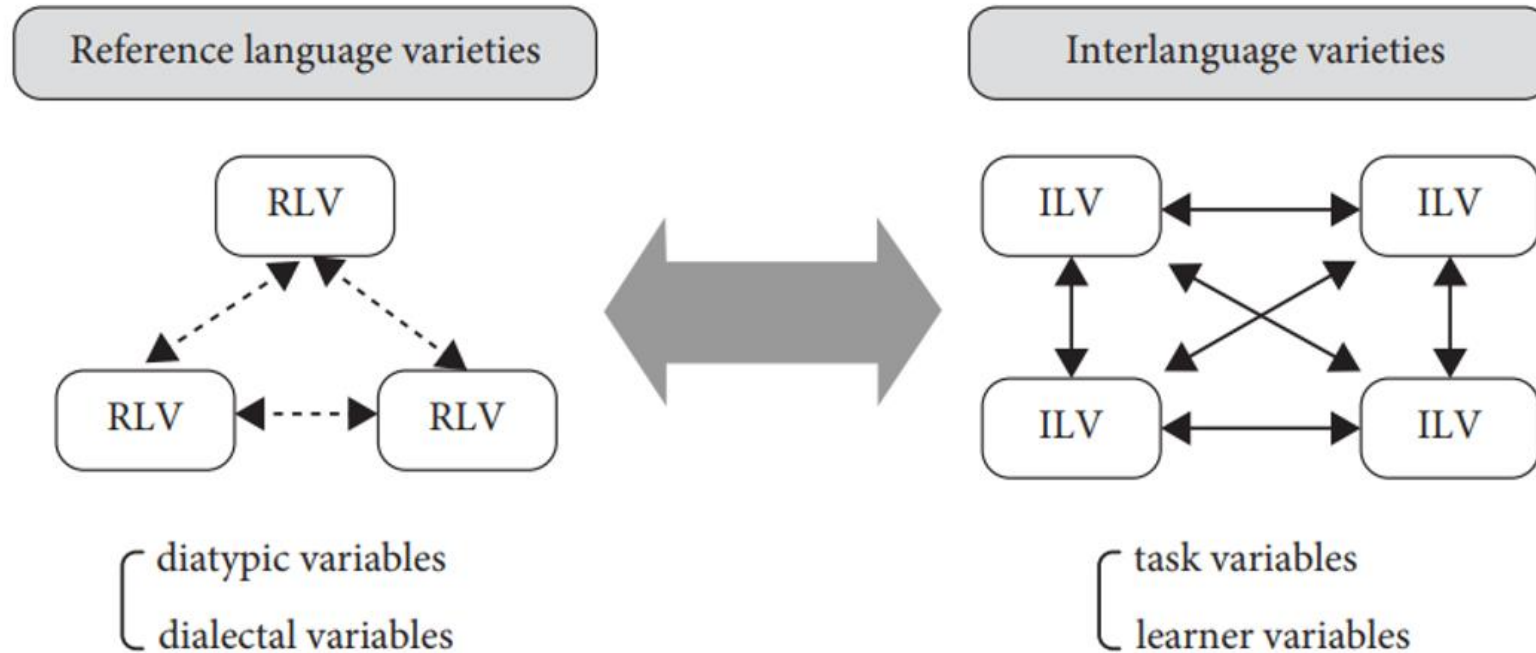 Reference language varieties
Interlanguage varieties
RLV
RLV
RLV
ILV
ILV
ILV
ILV
diatypic variables
dialectal variables
task variables
learner variables